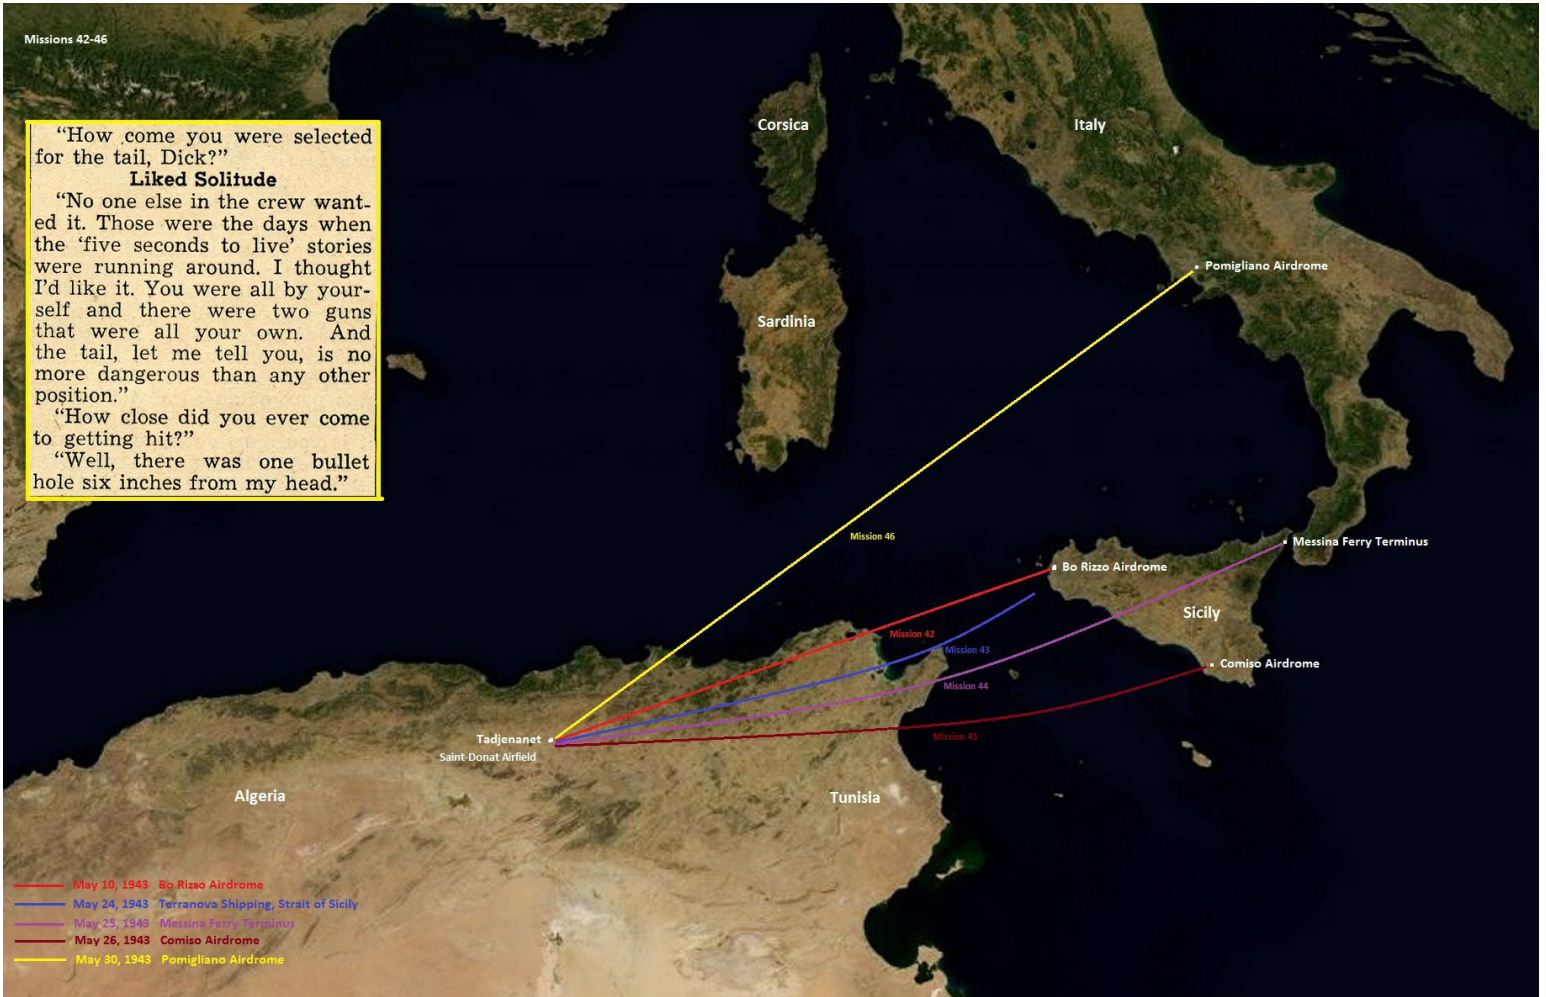 Missions 42-46
“How come you were selected
for the tail, Dick?”
Liked Solitude
“No one else in the crew want-
ed it. Those were the days when
the ‘five seconds to live’ stories
were running around. I thought
I’d like it. You were all by your-
self and there were two guns
that were all your own. And
the tail, let me tell you, is no
more dangerous than any other
position.”
“How close did you ever come
to getting hit?”
“Well, there was one bullet
hole six inches from my head.”
Corsica
Italy
Pomigliano Airdrome
Sardinia
Mission 46
Messina Ferry Terminus
Bo Rizzo Airdrome
Sicily
Mission 42
Mission 43
Comiso Airdrome
Mission 44
Mission 45
Tadjenanet
Saint-Donat Airfield
Algeria
Tunisia
May 10, 1943 Bo Rizzo Airdrome
May 24, 1943 Terranova Shipping, Strait of Sicily
May 25, 1943 Messina Ferry Terminus
May 26, 1943 Comiso Airdrome
May 30, 1943 Pomigliano Airdrome